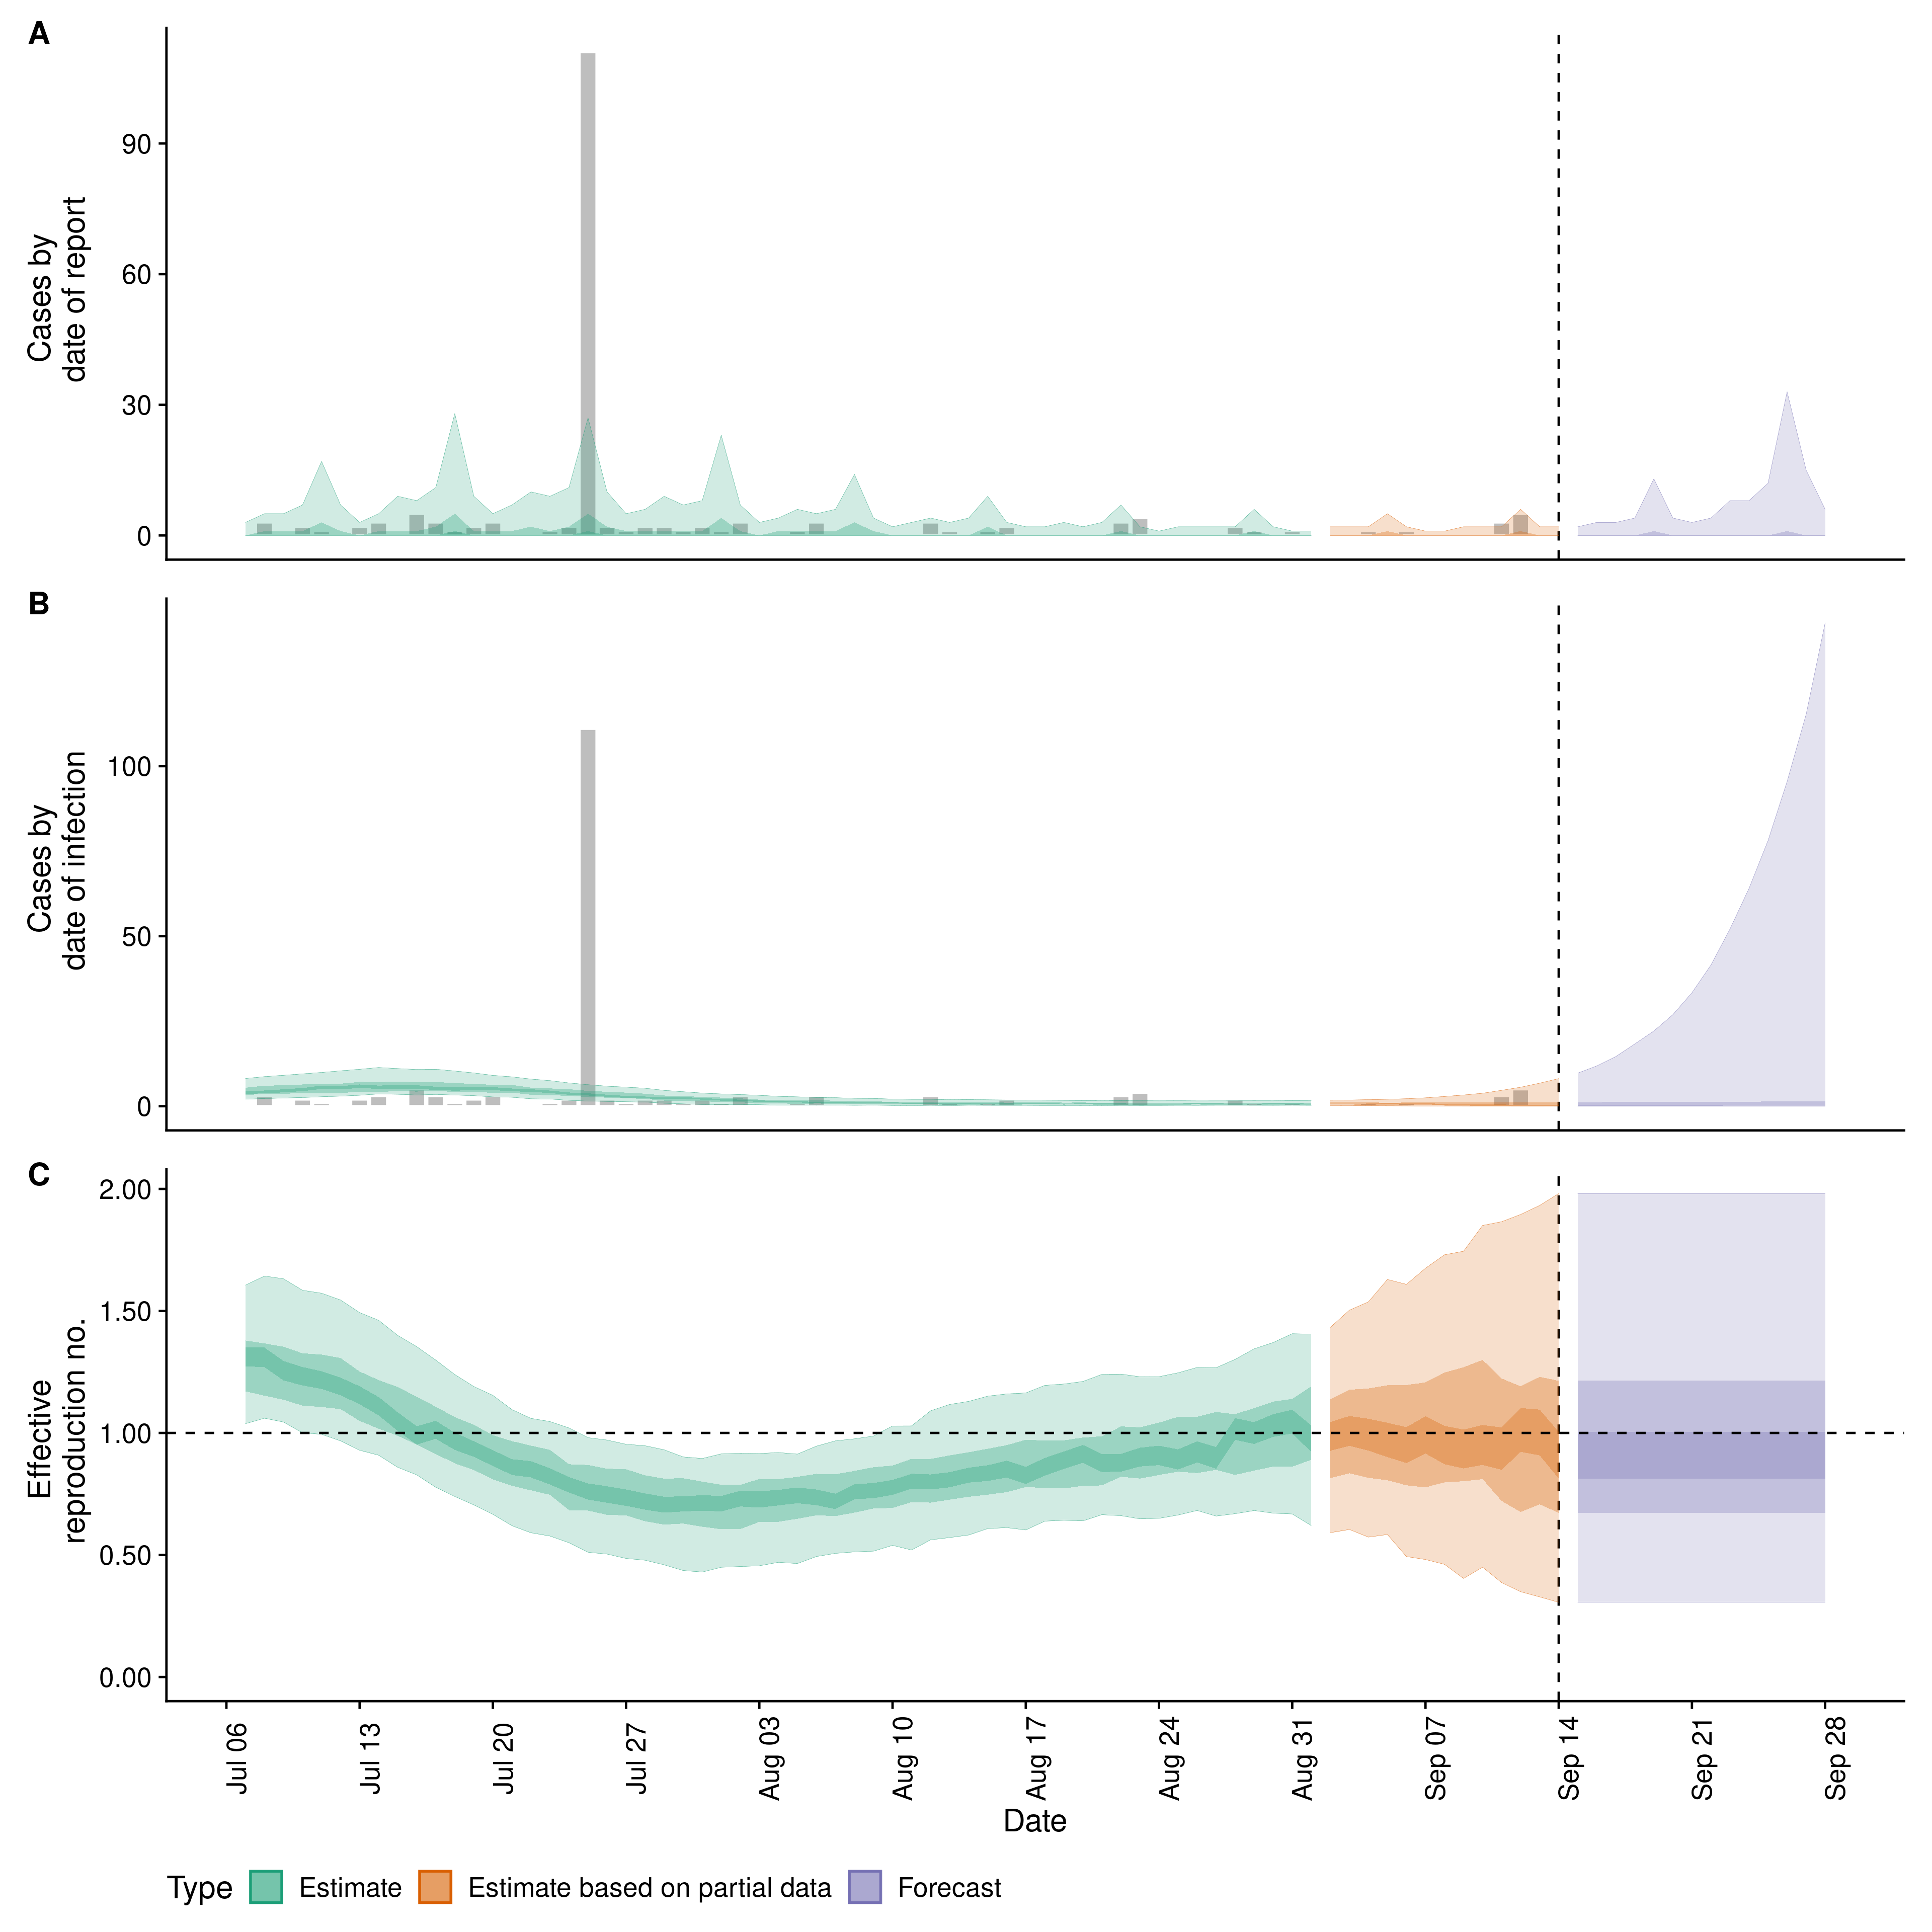 A
Cases by
date of report
90
60
30
0
B
Cases by
date of infection
100
50
0
C
Effective
reproduction no.
2.00
1.50
1.00
0.50
0.00
Jul 06
Jul 13
Jul 20
Jul 27
Aug 03
Aug 10
Aug 17
Aug 24
Aug 31
Sep 07
Sep 14
Sep 21
Sep 28
Date
Type Estimate Estimate based on partial data Forecast